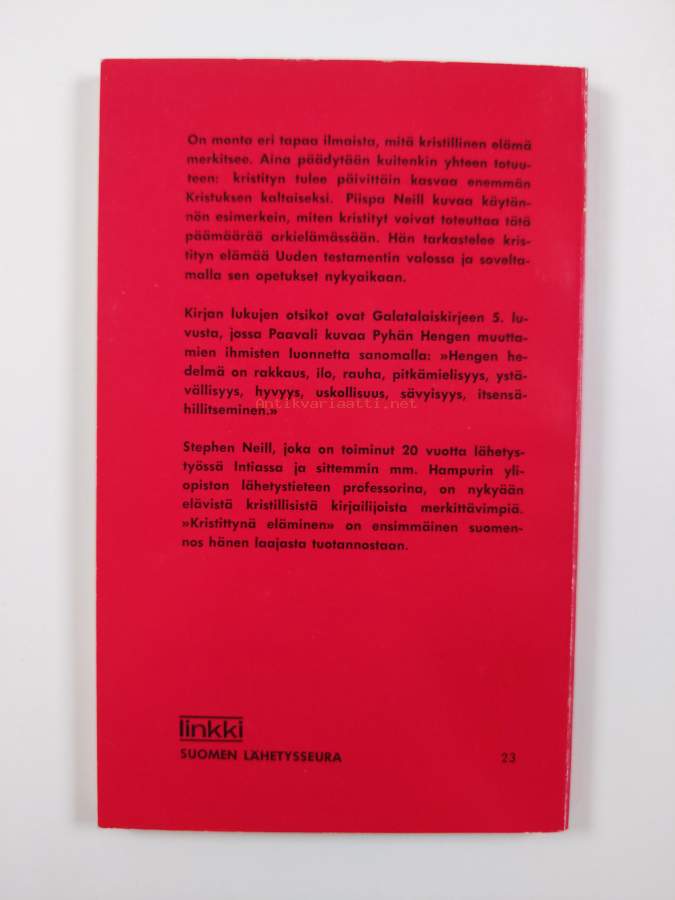 On monta eri tapaa ilmaista, mitä kristillinen elämä
merkitsee. Aina päädytään kuitenkin yhteen totuu-
teen: kristityn tulee päivittäin kasvaa enemmän
Kristuksen kaltaiseksi. Piispa Neill kuvaa käytän-
nön esimerkein, miten kristityt voivat toteuttaa tätä
päämäärää arkielämässään. Hän tarkastelee kris-
tityn elämää Uuden testamentin valossa ja sovelta-
malla sen opetukset nykyaikaan.
Kirjan lukujen otsikot ovat Galatalaiskirjeen 5. lu-
vusta, jossa Paavali kuvaa Pyhän Hengen muutta-
mien ihmisten luonnetta sanomalla: »Hengen he-
delmä on rakkaus, ilo, rauha, pitkämielisyys, ystä-
vällisyys, hyvyys, uskollisuus, sävyisyys, itsensä-
hillitseminen.»
Antikvariaatti.net
Stephen Neill, joka on toiminut 20 vuotta lähetys-
työssä Intiassa ja sittemmin mm. Hampurin yli-
opiston lähetystieteen professorina, on nykyään
elävistä kristillisistä kirjailijoista merkittävimpiä.
»Kristittynä eläminen» on ensimmäinen suomen-
nos hänen laajasta tuotannostaan.
linkki
SUOMEN LÄHETYSSEURA 23